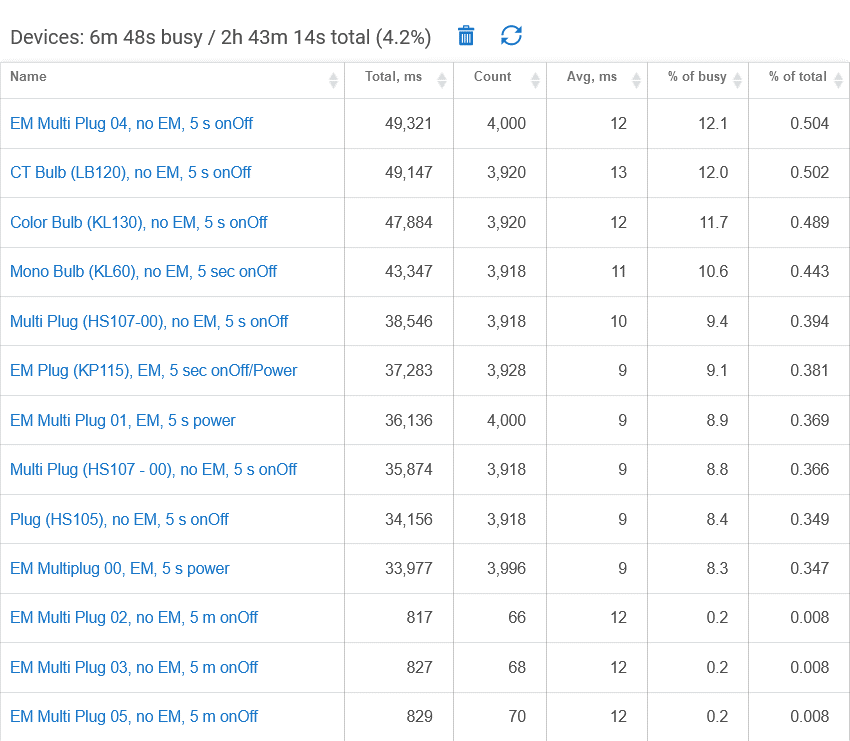 Devices: 6m 48s busy / 2h 43m 14s total (4.2%)
Name Total, ms Count Avg, ms % of busy % of total
EM Multi Plug 04, no EM, 5 s onOff 49,321 4,000 12 12.1 0.504
CT Bulb (LB120), no EM, 5 s onOff 49,147 3,920 13 12.0 0.502
Color Bulb (KL130), no EM, 5 s onOff 47,884 3,920 12 11.7 0.489
Mono Bulb (KL60), no EM, 5 sec onOff 43,347 3,918 11 10.6 0.443
Multi Plug (HS107-00), no EM, 5 s onOff 38,546 3,918 10 9.4 0.394
EM Plug (KP115), EM, 5 sec onOff/Power 37,283 3,928 9 9.1 0.381
EM Multi Plug 01, EM, 5 s power 36,136 4,000 9 8.9 0.369
Multi Plug (HS107 - 00), no EM, 5 s onOff 35,874 3,918 9 8.8 0.366
Plug (HS105), no EM, 5 s onOff 34,156 3,918 9 8.4 0.349
EM Multiplug 00, EM, 5 s power 33,977 3,996 9 8.3 0.347
EM Multi Plug 02, no EM, 5 m onOff 817 66 12 0.2 0.008
EM Multi Plug 03, no EM, 5 m onOff 827 68 12 0.2 0.008
EM Multi Plug 05, no EM, 5 m onOff 829 70 12 0.2 0.008